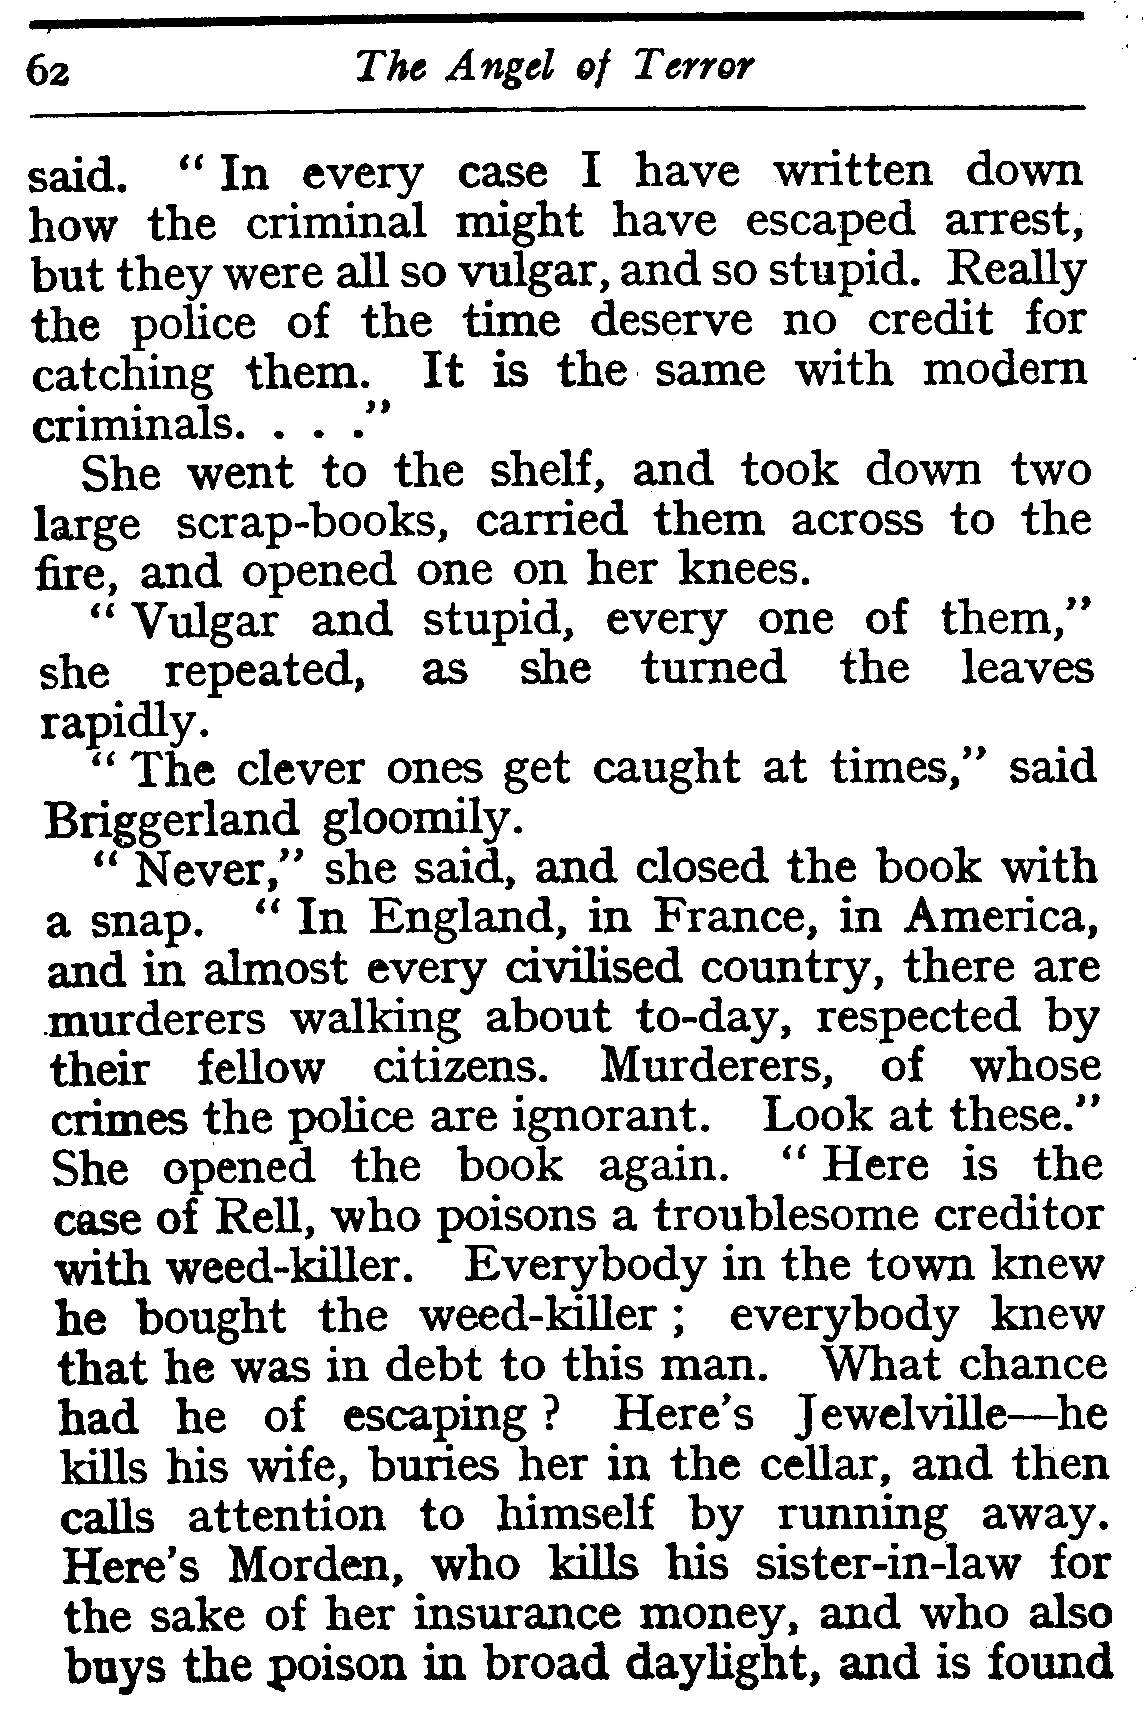 62 The Angel of Terror
said. “ In every case I have written down
how the criminal might have escaped arrest,
but they were all so vulgar, and so stupid. Really
the police of the time deserve no credit for
catching them. It is the same with modern
criminals. . . .”
She went to the shelf, and took down two
large scrap-books, carried them across to the
fire, and opened one on her knees.
“ Vulgar and stupid, every one of them,”
she repeated, as she turned the leaves
rapidly.
“ The clever ones get caught at times,” said
Briggerland gloomily.
“ Never,” she said, and closed the book with
a snap. “ In England, in France, in America,
and in almost every civilised country, there are
murderers walking about to-day, respected by
their fellow citizens. Murderers, of whose
crimes the police are ignorant. Look at these.”
She opened the book again. “ Here is the
case of Rell, who poisons a troublesome creditor
with weed-killer. Everybody in the town knew
he bought the weed-killer ; everybody knew
that he was in debt to this man. What chance
had he of escaping ? Here’s Jewelville—he
kills his wife, buries her in the cellar, and then
calls attention to himself by running away.
Here’s Morden, who kills his sister-in-law for
the sake of her insurance money, and who also
buys the poison in broad daylight, and is found